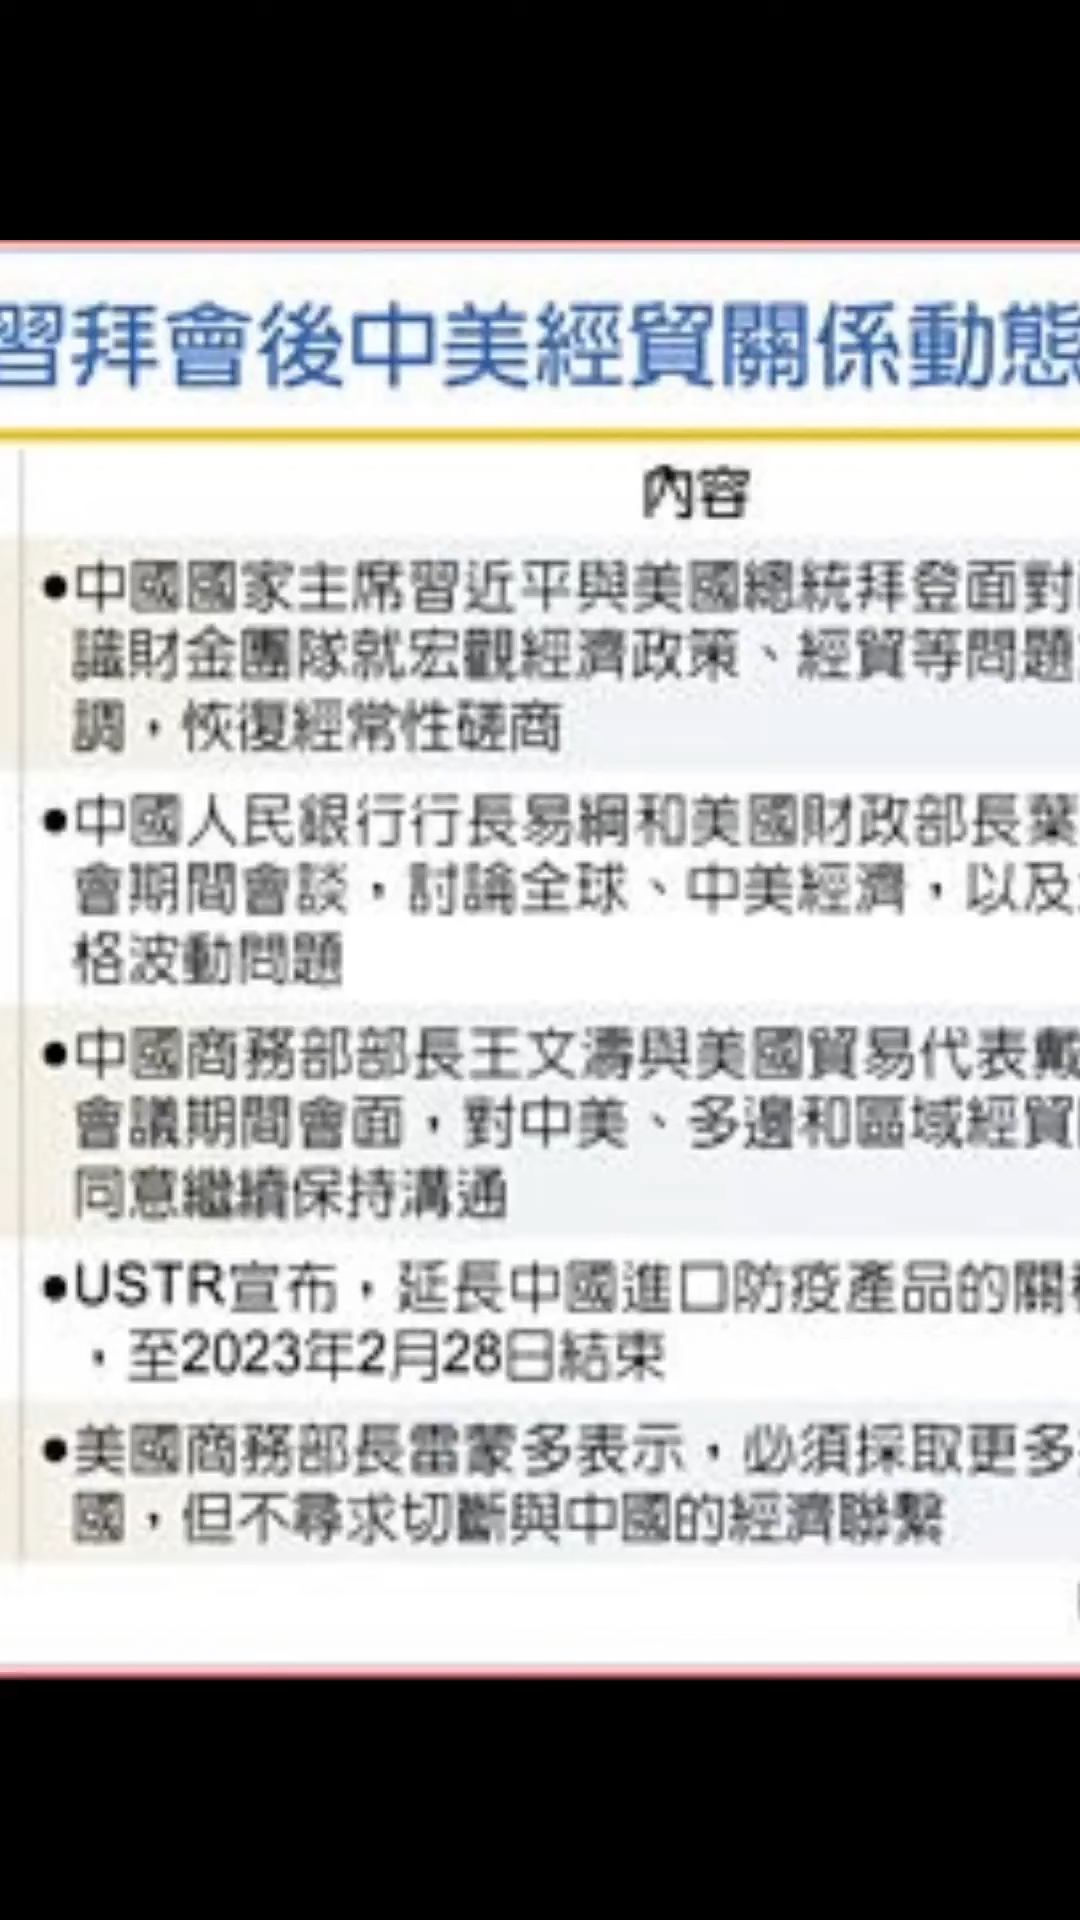 習拜會後中美經貿關係動態
內容
●中國國家主席習近平與美國總統拜登面對
識財金團隊就宏觀經濟政策、經貿等問題
調，恢復經常性磋商
●中國人民銀行行長易綱和美國財政部長葉
會期間會談，討論全球、中美經濟，以及
格波動問題
●中國商務部部長王文濤與美國貿易代表戴
會議期間會面，對中美、多邊和區域經貿
同意繼續保持溝通
●USTR宣布，延長中國進口防疫產品的關
，至2023年2月28日結束
●美國商務部長雷蒙多表示，必須採取更多
國，但不尋求切斷與中國的經濟聯繫